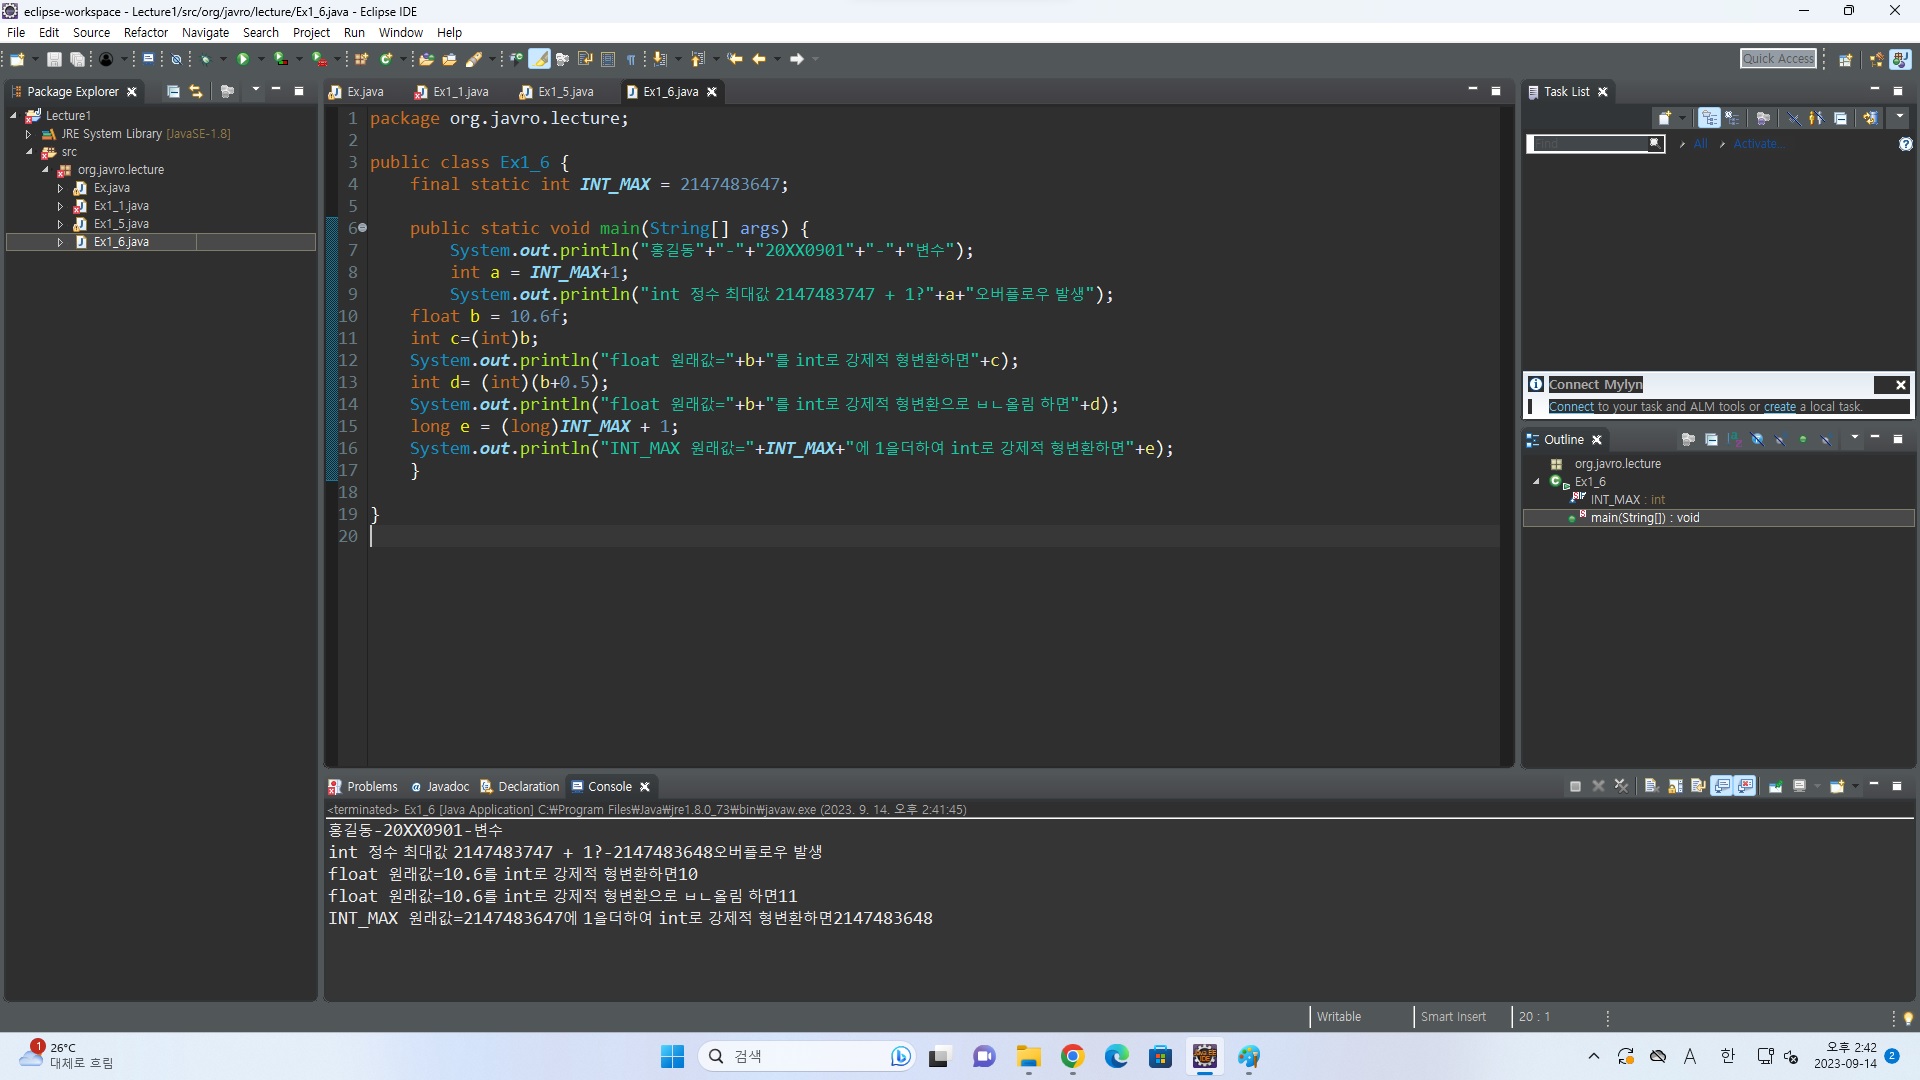 eclipse-workspace - Lecture1/src/org/javro/lecture/Ex1_6.java - Eclipse IDE
File Edit Source Refactor Navigate Search Project Run Window Help
Quick Access
Package Explorer
Lecture1
JRE System Library [JavaSE-1.8]
src
org.javro.lecture
Ex.java
Ex1_1.java
Ex1_5.java
Ex1_6.java
Ex.java Ex1_1.java Ex1_5.java Ex1_6.java
1 package org.javro.lecture;
2
3 public class Ex1_6 {
4 final static int INT_MAX = 2147483647;
5
6 public static void main(String[] args) {
7 System.out.println("홍길동"+"-"+"20XX0901"+"-"+"변수");
8 int a = INT_MAX+1;
9 System.out.println("int 정수 최대값 2147483747 + 1?"+a+"오버플로우 발생");
10 float b = 10.6f;
11 int c=(int)b;
12 System.out.println("float 원래값="+b+"를 int로 강제적 형변환하면"+c);
13 int d= (int)(b+0.5);
14 System.out.println("float 원래값="+b+"를 int로 강제적 형변환으로 ㅂㄴ올림 하면"+d);
15 long e = (long)INT_MAX + 1;
16 System.out.println("INT_MAX 원래값="+INT_MAX+"에 1을더하여 int로 강제적 형변환하면"+e);
17 }
18
19 }
20
Task List
Find All Activate...
Connect Mylyn
Connect to your task and ALM tools or create a local task.
Outline
org.javro.lecture
Ex1_6
INT_MAX : int
main(String[]) : void
Problems Javadoc Declaration Console
<terminated> Ex1_6 [Java Application] C:₩Program Files₩Java₩jre1.8.0_73₩bin₩javaw.exe (2023. 9. 14. 오후 2:41:45)
홍길동-20XX0901-변수
int 정수 최대값 2147483747 + 1?-2147483648오버플로우 발생
float 원래값=10.6를 int로 강제적 형변환하면10
float 원래값=10.6를 int로 강제적 형변환으로 ㅂㄴ올림 하면11
INT_MAX 원래값=2147483647에 1을더하여 int로 강제적 형변환하면2147483648
Writable Smart Insert 20 : 1
1
26°C
대체로 흐림
검색
A 한
오후 2:42
2023-09-14
2